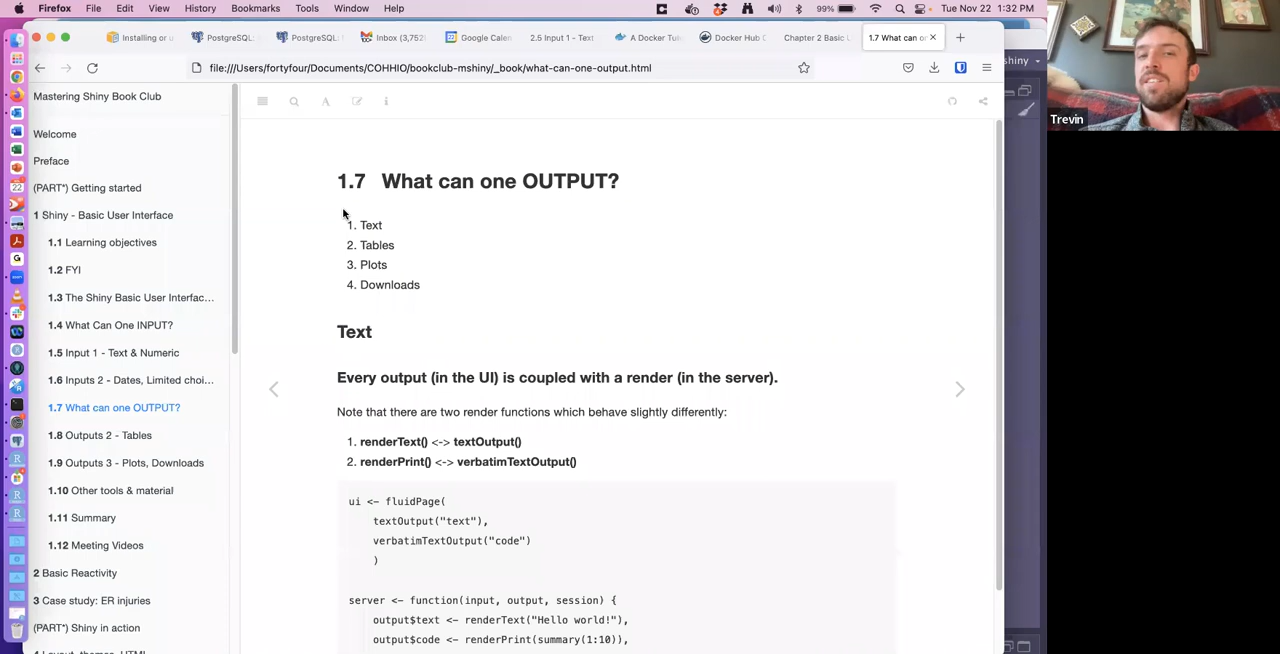 Firefox File Edit View History Bookmarks Tools Window Help 99% Tue Nov 22 1:32 PM
Installing or u PostgreSQL: PostgreSQL: Inbox (3,752 Google Calen 2.5 Input 1 - Text A Docker Tu Docker Hub Chapter 2 Basic 1.7 What can or
file:///Users/fortyfour/Documents/COHHIO/bookclub-mshiny/_book/what-can-one-output.html
shiny
Trevin
Mastering Shiny Book Club
Welcome
Preface
(PART*) Getting started
1 Shiny - Basic User Interface
1.1 Learning objectives
1.2 FYI
1.3 The Shiny Basic User Interfac...
1.4 What Can One INPUT?
1.5 Input 1 - Text & Numeric
1.6 Inputs 2 - Dates, Limited choi...
1.7 What can one OUTPUT?
1.8 Outputs 2 - Tables
1.9 Outputs 3 - Plots, Downloads
1.10 Other tools & material
1.11 Summary
1.12 Meeting Videos
2 Basic Reactivity
3 Case study: ER injuries
(PART*) Shiny in action
1.7 What can one OUTPUT?
1. Text
2. Tables
3. Plots
4. Downloads
Text
Every output (in the UI) is coupled with a render (in the server).
Note that there are two render functions which behave slightly differently:
1. renderText() <-> textOutput()
2. renderPrint() <-> verbatimTextOutput()
ui <- fluidPage(
textOutput("text"),
verbatimTextOutput("code")
)
server <- function(input, output, session) {
output$text <- renderText("Hello world!"),
output$code <- renderPrint(summary(1:10)),